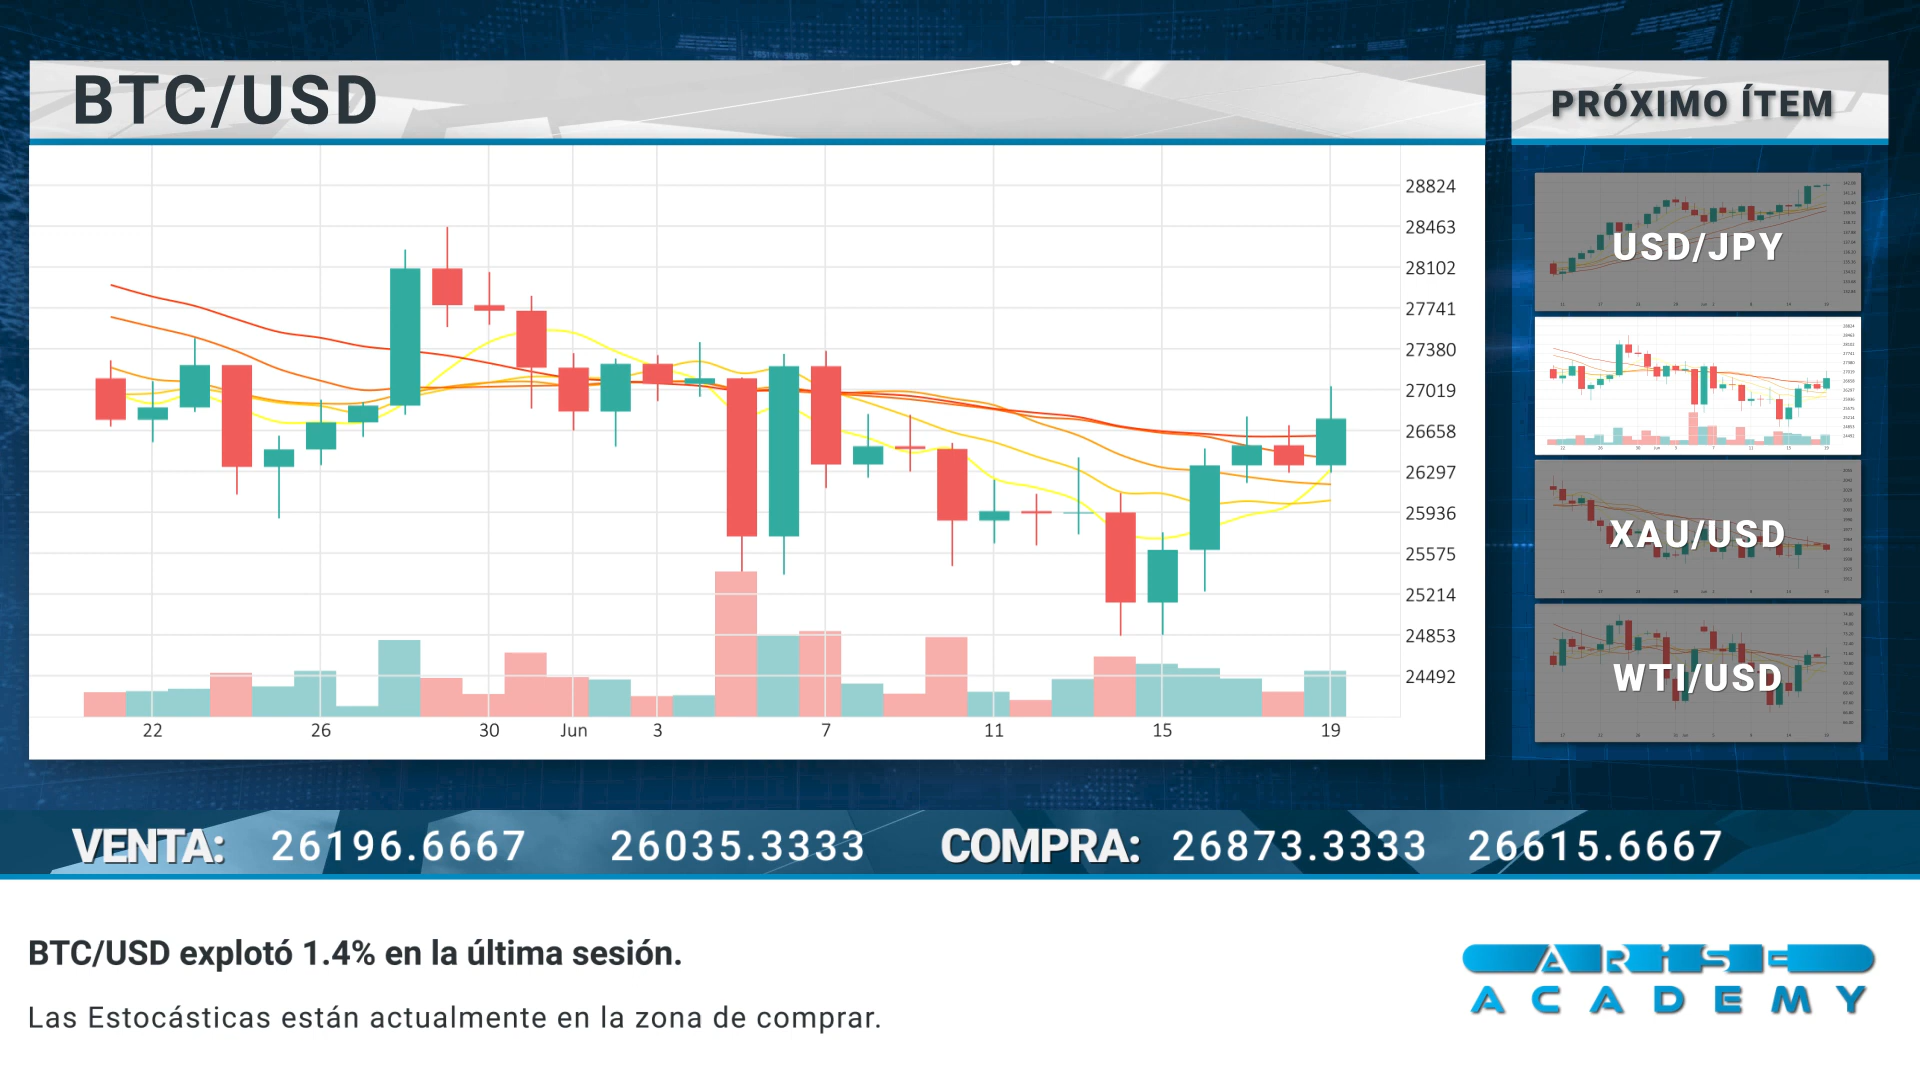 BTC/USD
PRÓXIMO ÍTEM
28824
28463
28102
27741
27380
27019
26658
26297
25936
25575
25214
24853
24492
22 26 30 Jun 3 7 11 15 19
USD/JPY
XAU/USD
WTI/USD
VENTA: 26196.6667 26035.3333 COMPRA: 26873.3333 26615.6667
BTC/USD explotó 1.4% en la última sesión.
Las Estocásticas están actualmente en la zona de comprar.
ARISE
ACADEMY